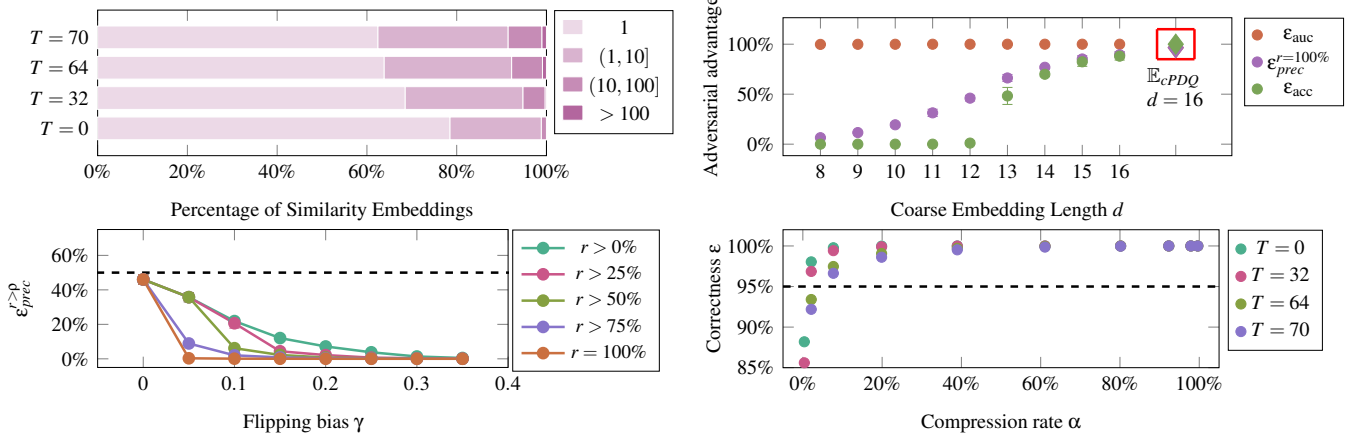 T = 70
T = 64
T = 32
T = 0
0% 20% 40% 60% 80% 100%
Percentage of Similarity Embeddings
1
(1, 10]
(10, 100]
> 100
Adversarial advantage
100%
50%
0%
8 9 10 11 12 13 14 15 16
Coarse Embedding Length d
𝔼cPDQ
d = 16
εauc
εprec^r=100%
εacc
εprec^r>ρ
60%
40%
20%
0%
0 0.1 0.2 0.3 0.4
Flipping bias γ
r > 0%
r > 25%
r > 50%
r > 75%
r = 100%
Correctness ε
100%
95%
90%
85%
0% 20% 40% 60% 80% 100%
Compression rate α
T = 0
T = 32
T = 64
T = 70